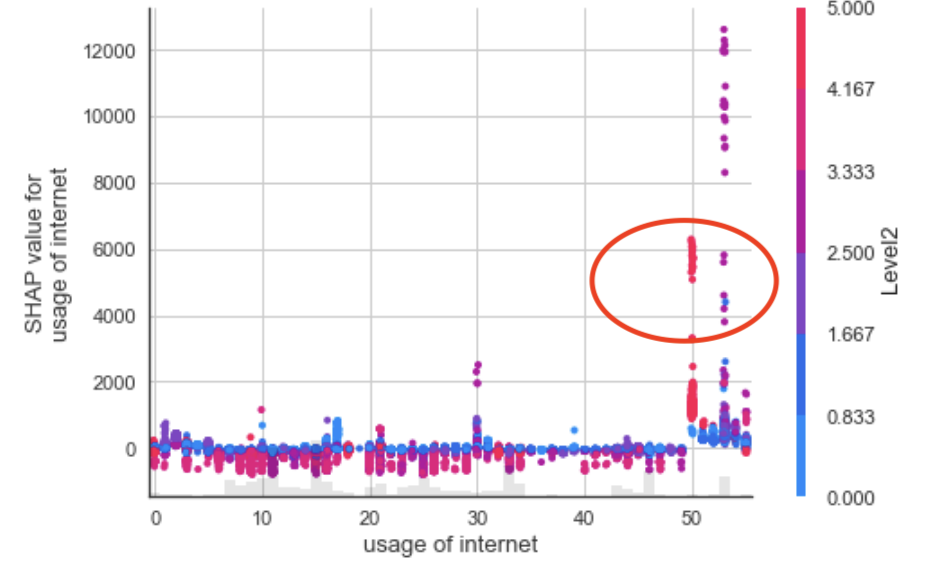 5.000
12000
4.167
10000
3.333
8000
6000
2.500
4000
1.667
2000
0.833
0
0.000
SHAP value for
usage of internet
Level2
0 10 20 30 40 50
usage of internet